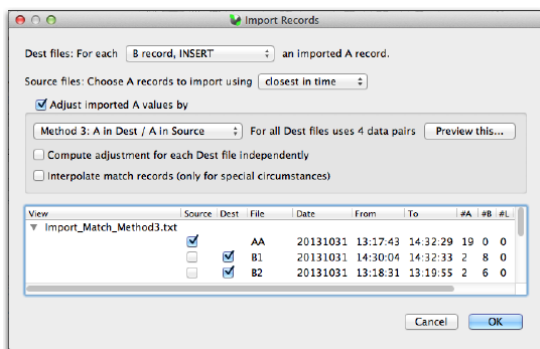 Import Records
Dest files: For each B record, INSERT an imported A record.
Source files: Choose A records to import using closest in time
Adjust imported A values by
Method 3: A in Dest / A in Source For all Dest files uses 4 data pairs Preview this...
Compute adjustment for each Dest file independently
Interpolate match records (only for special circumstances)
View Source Dest File Date From To #A #B #L
Import_Match_Method3.txt
AA 20131031 13:17:43 14:32:29 19 0 0
B1 20131031 14:30:04 14:32:33 2 8 0
B2 20131031 13:18:31 13:19:55 2 6 0
Cancel OK